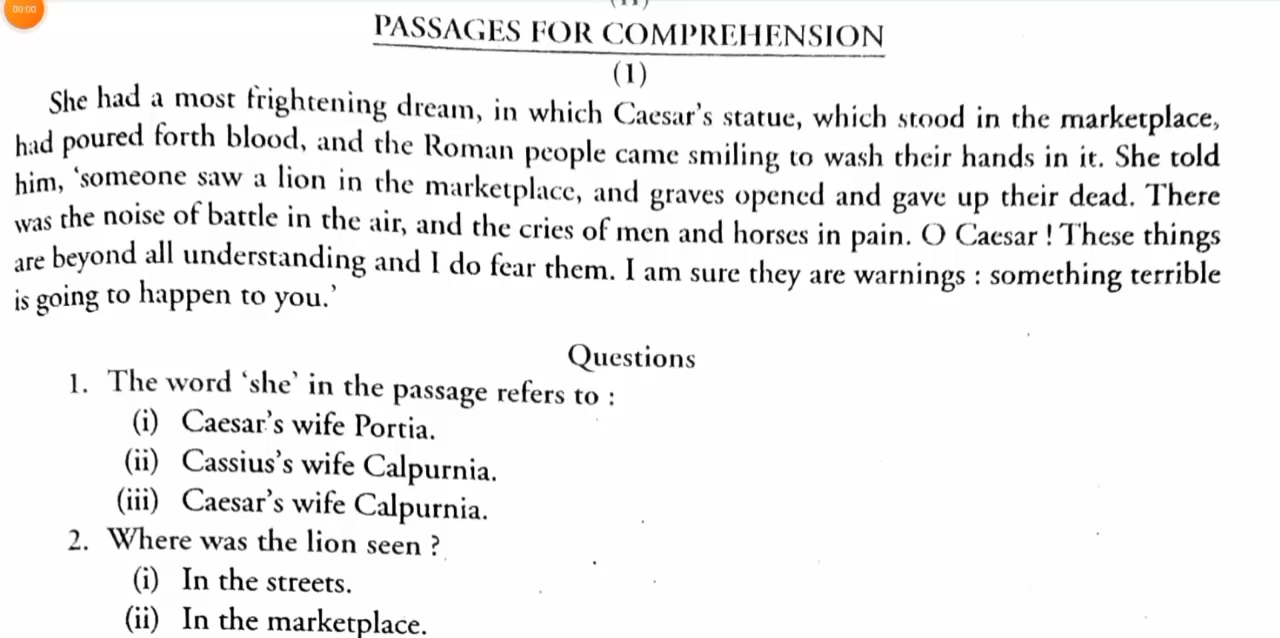 00:00
PASSAGES FOR COMPREHENSION
(1)
She had a most frightening dream, in which Caesar's statue, which stood in the marketplace,
had poured forth blood, and the Roman people came smiling to wash their hands in it. She told
him, 'someone saw a lion in the marketplace, and graves opened and gave up their dead. There
was the noise of battle in the air, and the cries of men and horses in pain. O Caesar ! These things
are beyond all understanding and I do fear them. I am sure they are warnings : something terrible
is going to happen to you.'
Questions
1. The word 'she' in the passage refers to :
(i) Caesar's wife Portia.
(ii) Cassius's wife Calpurnia.
(iii) Caesar's wife Calpurnia.
2. Where was the lion seen ?
(i) In the streets.
(ii) In the marketplace.